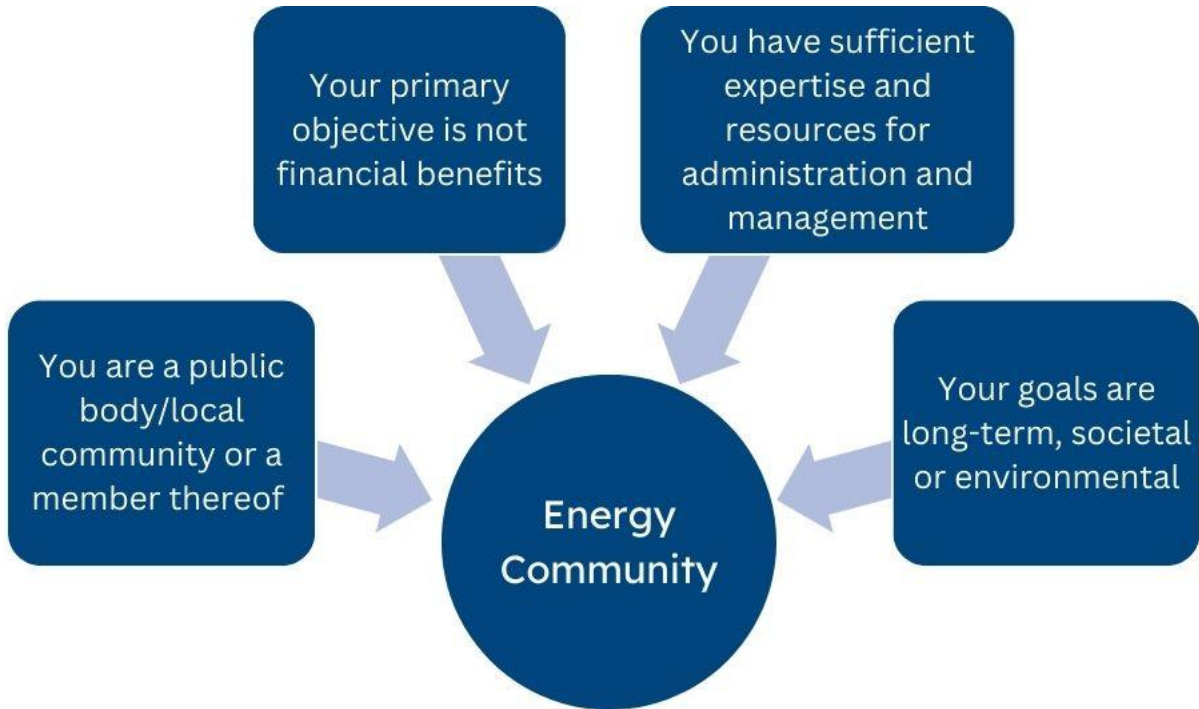 You are a public
body/local
community or a
member thereof
Your primary
objective is not
financial benefits
You have sufficient
expertise and
resources for
administration and
management
Your goals are
long-term, societal
or environmental
Energy
Community